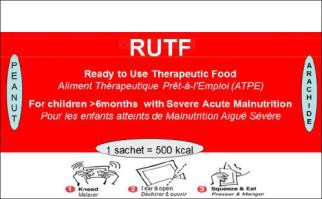 RUTF
PEANUT
Ready to Use Therapeutic Food
Aliment Thérapeutique Prêt-à-l'Emploi (ATPE)
For children >6months with Severe Acute Malnutrition
Pour les enfants atteints de Malnutrition Aiguë Sévère
ARACHIDE
1 sachet = 500 kcal
1 Knead
Malaxer
2 Tear & open
Déchirer & ouvrir
3 Squeeze & Eat
Presser & Manger